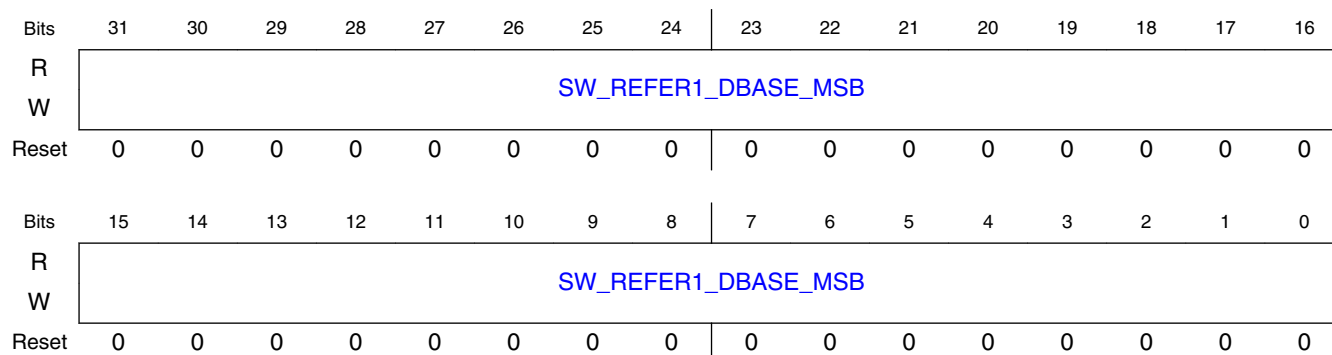 Bits 31 30 29 28 27 26 25 24 23 22 21 20 19 18 17 16
R
SW_REFER1_DBASE_MSB
W
Reset 0 0 0 0 0 0 0 0 0 0 0 0 0 0 0 0
Bits 15 14 13 12 11 10 9 8 7 6 5 4 3 2 1 0
R
SW_REFER1_DBASE_MSB
W
Reset 0 0 0 0 0 0 0 0 0 0 0 0 0 0 0 0